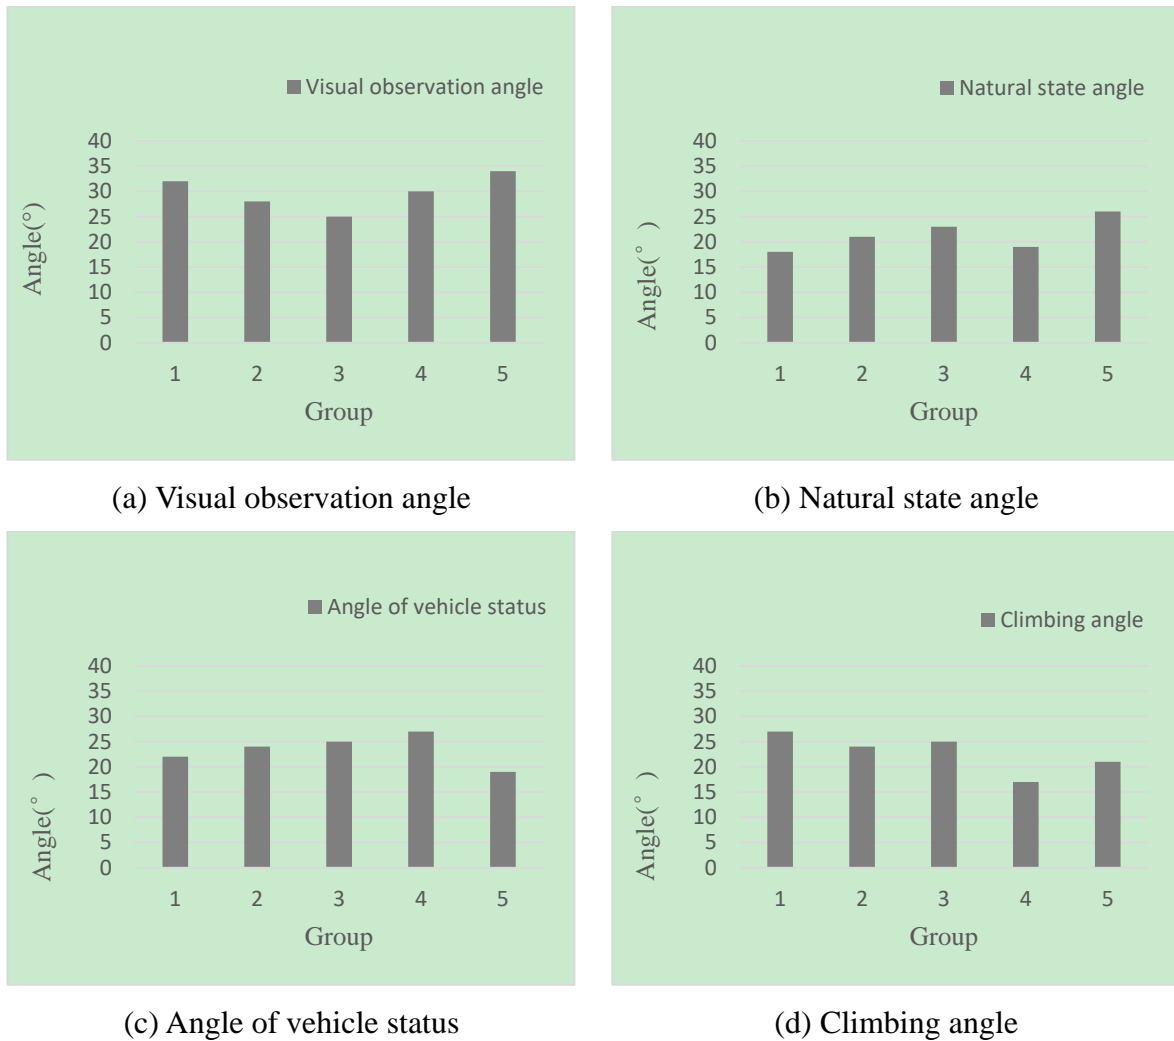 Visual observation angle
40
35
30
25
20
15
10
5
0
Angle(°)
1 2 3 4 5
Group
(a) Visual observation angle
Natural state angle
40
35
30
25
20
15
10
5
0
Angle(° )
1 2 3 4 5
Group
(b) Natural state angle
Angle of vehicle status
40
35
30
25
20
15
10
5
0
Angle(° )
1 2 3 4 5
Group
(c) Angle of vehicle status
Climbing angle
40
35
30
25
20
15
10
5
0
Angle(° )
1 2 3 4 5
Group
(d) Climbing angle